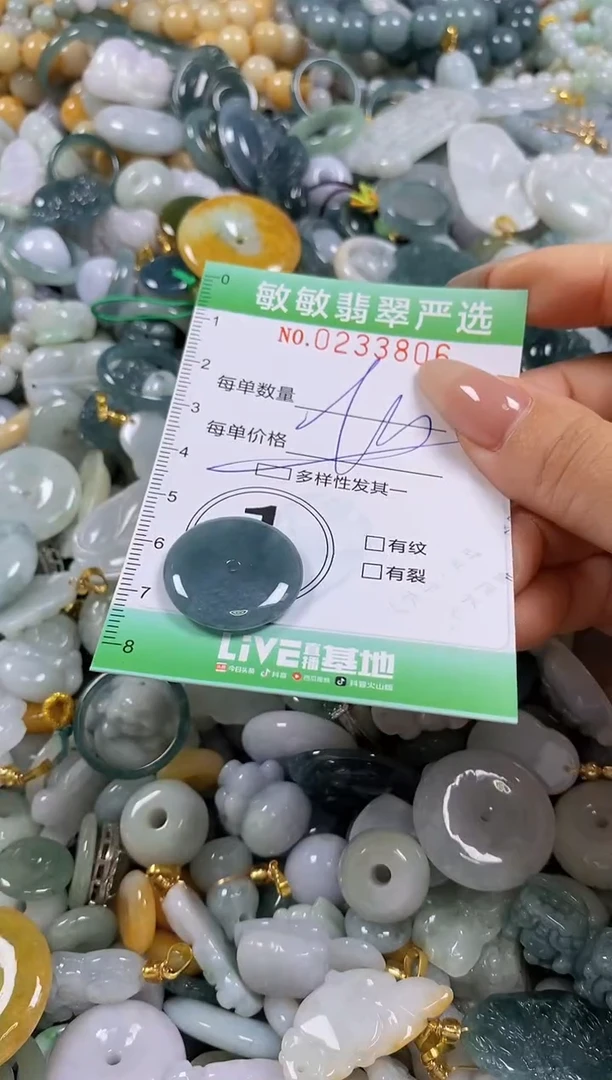 0
敏敏翡翠严选
1
NO.0233806
2
每单数量
3
每单价格
4
多样性发其一
5
1
6
有纹
有裂
7
8
LiVE直播基地
今日头条 抖音 西瓜视频 抖音火山版